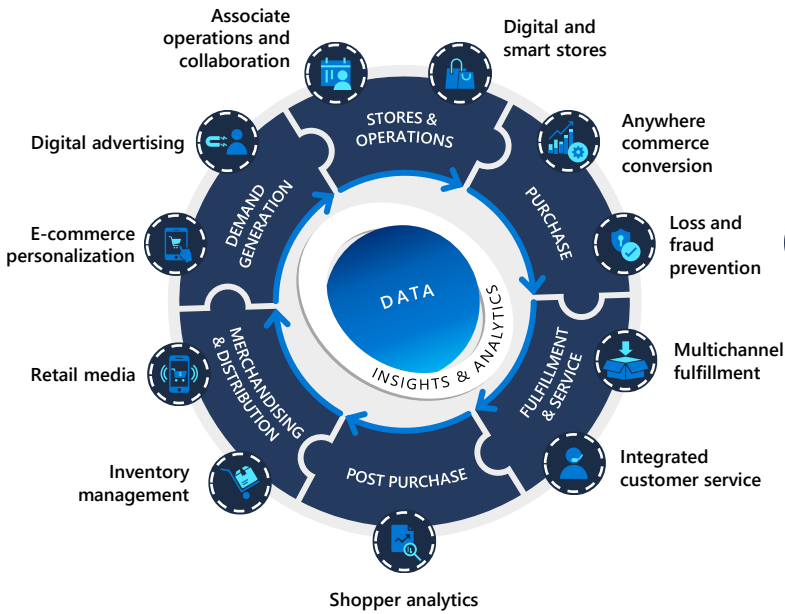 Associate
operations and
collaboration
Digital and
smart stores
Digital advertising
STORES &
OPERATIONS
Anywhere
commerce
conversion
DEMAND
GENERATION
PURCHASE
E-commerce
personalization
Loss and
fraud
prevention
DATA
INSIGHTS & ANALYTICS
Retail media
MERCHANDISING
& DISTRIBUTION
FULFILLMENT
& SERVICE
Multichannel
fulfillment
Inventory
management
POST PURCHASE
Integrated
customer service
Shopper analytics